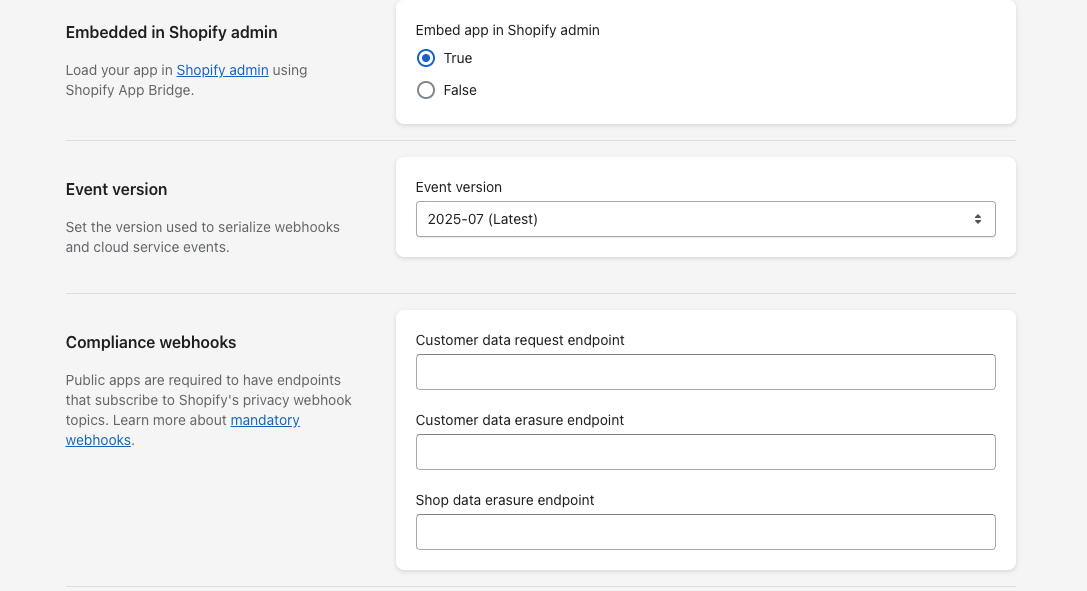 Embedded in Shopify admin
Load your app in Shopify admin using
Shopify App Bridge.
Embed app in Shopify admin
True
False
Event version
Set the version used to serialize webhooks
and cloud service events.
Event version
2025-07 (Latest)
Compliance webhooks
Public apps are required to have endpoints
that subscribe to Shopify's privacy webhook
topics. Learn more about mandatory
webhooks.
Customer data request endpoint
Customer data erasure endpoint
Shop data erasure endpoint